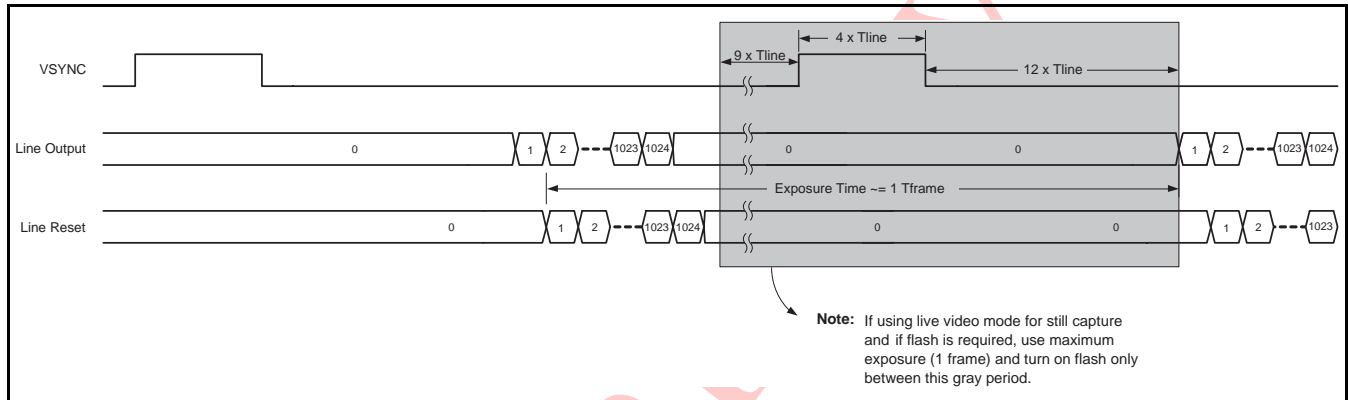 4 x Tline
9 x Tline
VSYNC
12 x Tline
Line Output 0 1 2 1023 1024 0 0 1 2 1023 1024
Exposure Time ~= 1 Tframe
Line Reset 0 1 2 1023 1024 0 0 1 2 1023
Note: If using live video mode for still capture
and if flash is required, use maximum
exposure (1 frame) and turn on flash only
between this gray period.